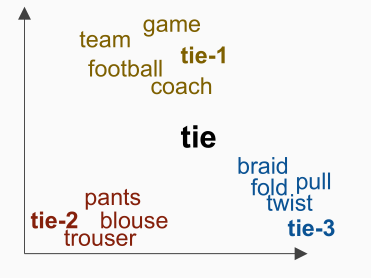 game
team
tie-1
football
coach
tie
braid
pull
fold
twist
pants
tie-2 blouse
tie-3
trouser